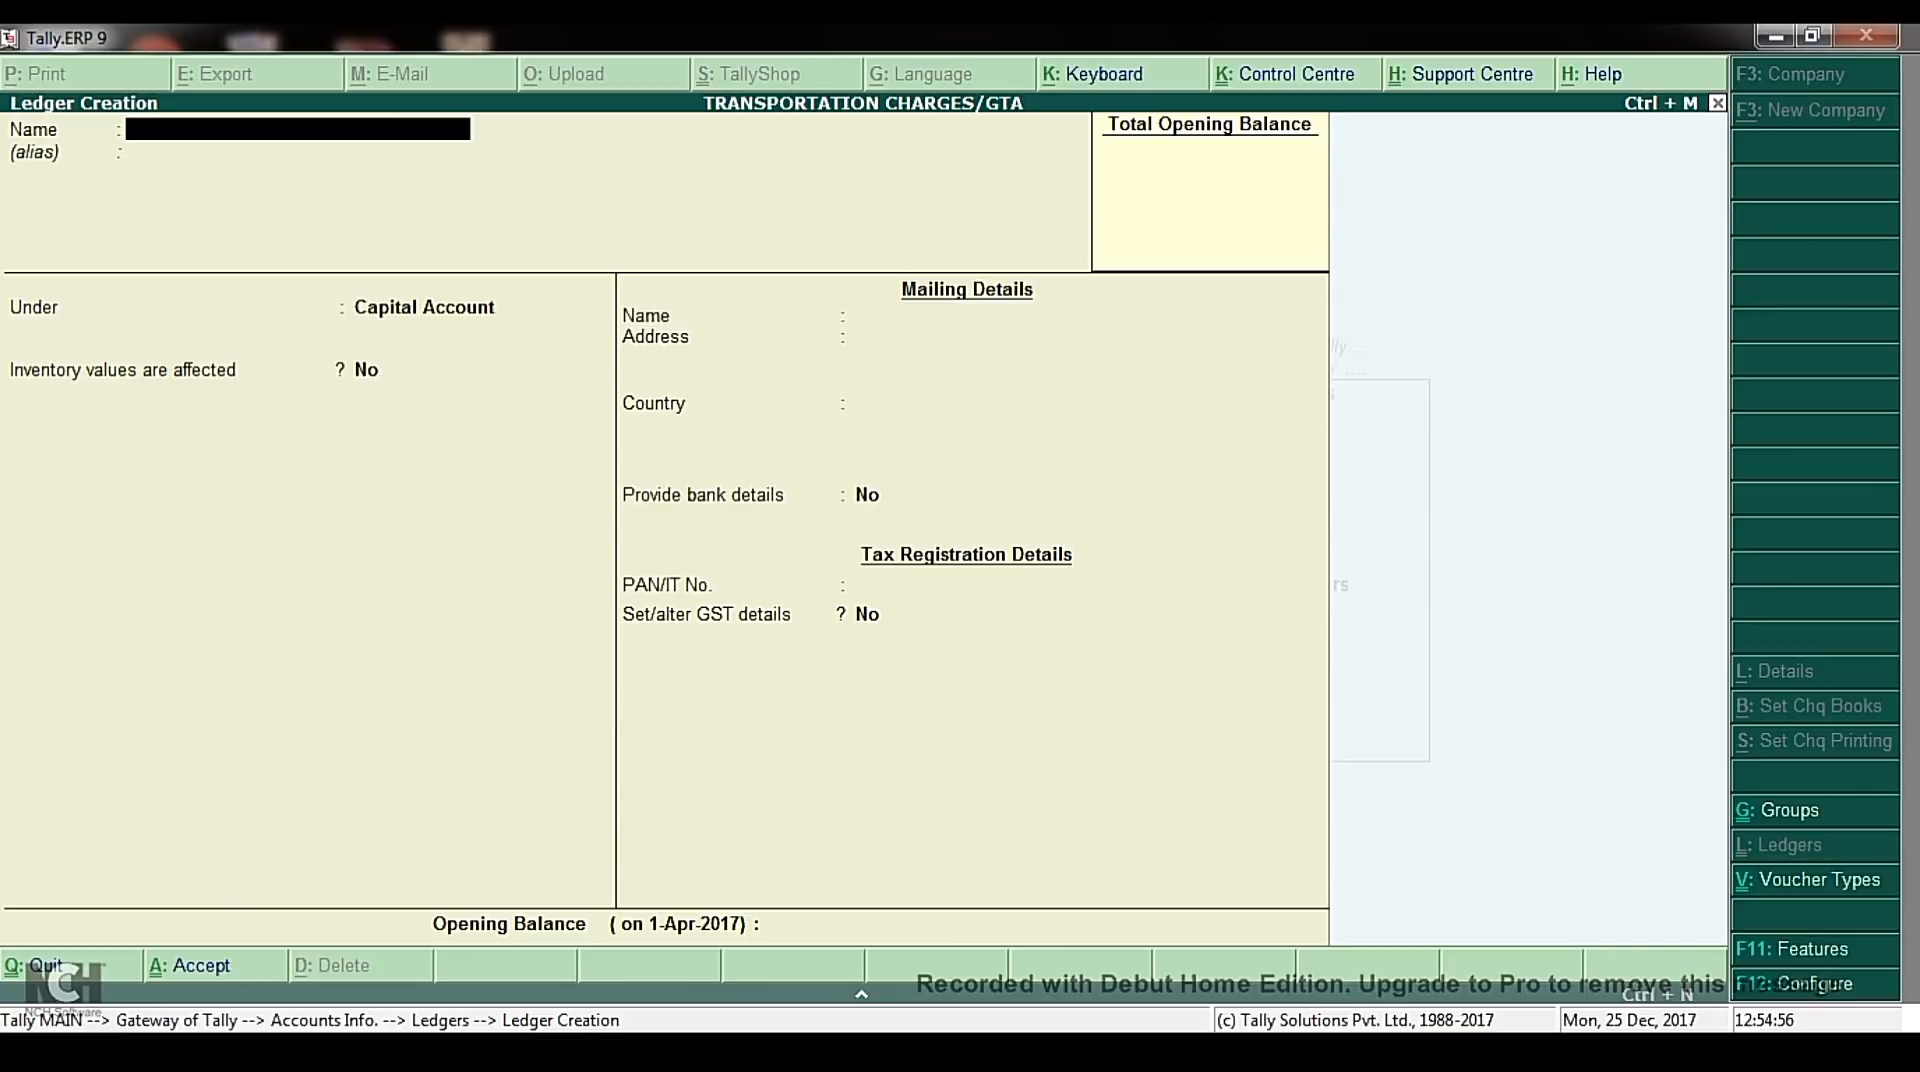 Tally.ERP 9
P: Print E: Export M: E-Mail O: Upload S: TallyShop G: Language K: Keyboard K: Control Centre H: Support Centre H: Help
Ledger Creation TRANSPORTATION CHARGES/GTA Ctrl + M
Name :
(alias) :
Total Opening Balance
Under : Capital Account
Inventory values are affected ? No
Mailing Details
Name :
Address :
Country :
Provide bank details : No
Tax Registration Details
PAN/IT No. :
Set/alter GST details ? No
lly ...
rs
Opening Balance ( on 1-Apr-2017) :
F3: Company
F3: New Company
L: Details
B: Set Chq Books
S: Set Chq Printing
G: Groups
L: Ledgers
V: Voucher Types
F11: Features
F12: Configure
Q: Quit A: Accept D: Delete
NCH
NCH Software
Recorded with Debut Home Edition. Upgrade to Pro to remove this
Ctrl + N
Tally MAIN --> Gateway of Tally --> Accounts Info. --> Ledgers --> Ledger Creation (c) Tally Solutions Pvt. Ltd., 1988-2017 Mon, 25 Dec, 2017 12:54:56